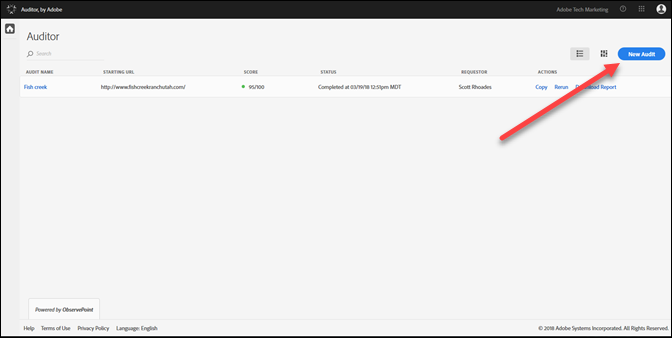 Auditor, by Adobe
Adobe Tech Marketing
Auditor
Search
New Audit
AUDIT NAME STARTING URL SCORE STATUS REQUESTOR ACTIONS
Fish creek http://www.fishcreekranchutah.com/ 95/100 Completed at 03/19/18 12:51pm MDT Scott Rhoades Copy Rerun Download Report
Powered by ObservePoint
Help Terms of Use Privacy Policy Language: English © 2018 Adobe Systems Incorporated. All Rights Reserved.